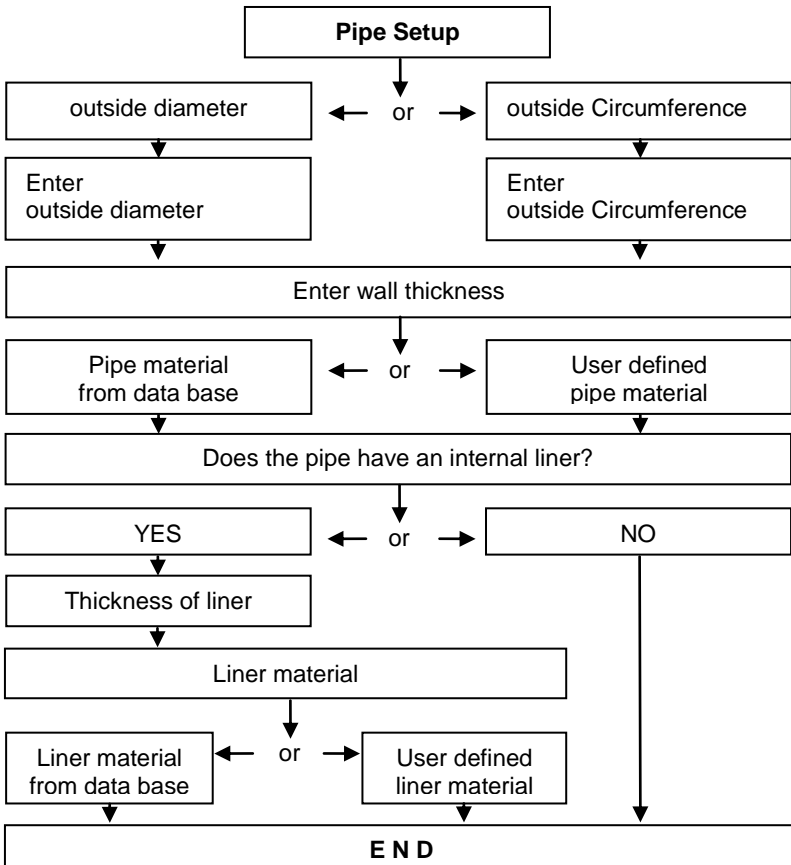 Pipe Setup
outside diameter
or
outside Circumference
Enter
outside diameter
Enter
outside Circumference
Enter wall thickness
Pipe material
from data base
or
User defined
pipe material
Does the pipe have an internal liner?
YES
or
NO
Thickness of liner
Liner material
Liner material
from data base
or
User defined
liner material
E N D